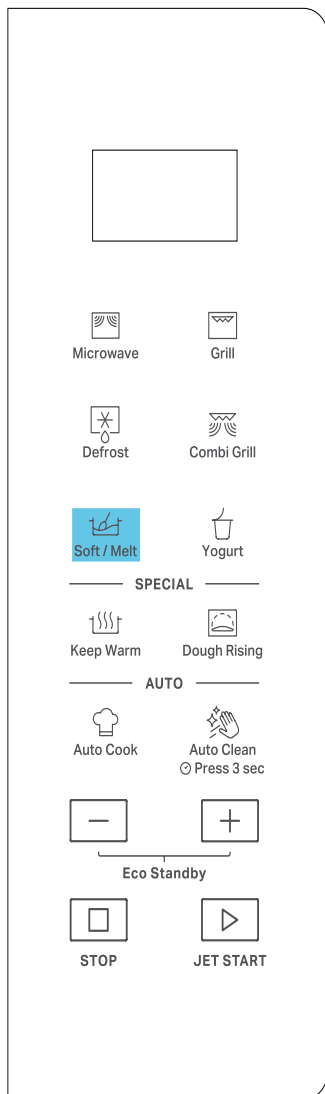 Microwave Grill
Defrost Combi Grill
Soft / Melt Yogurt
SPECIAL
Keep Warm Dough Rising
AUTO
Auto Cook Auto Clean
Press 3 sec
Eco Standby
STOP JET START